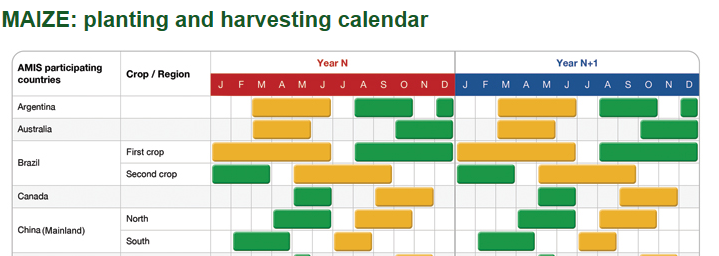 MAIZE: planting and harvesting calendar
AMIS participating countries
Crop / Region
Year N
Year N+1
J F M A M J J A S O N D J F M A M J J A S O N D
Argentina
Australia
Brazil
First crop
Second crop
Canada
China (Mainland)
North
South